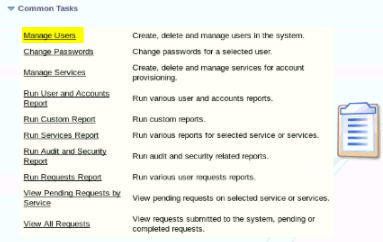 Common Tasks
Manage Users
Create, delete and manage users in the system.
Change Passwords
Change passwords for a selected user.
Manage Services
Create, delete and manage services for account
provisioning.
Run User and Accounts
Report
Run various user and accounts reports.
Run Custom Report
Run custom reports.
Run Services Report
Run various reports for selected service or services.
Run Audit and Security
Report
Run audit and security related reports.
Run Requests Report
Run various user requests reports.
View Pending Requests by
Service
View pending requests on selected service or services.
View All Requests
View requests submitted to the system, pending or
completed requests.